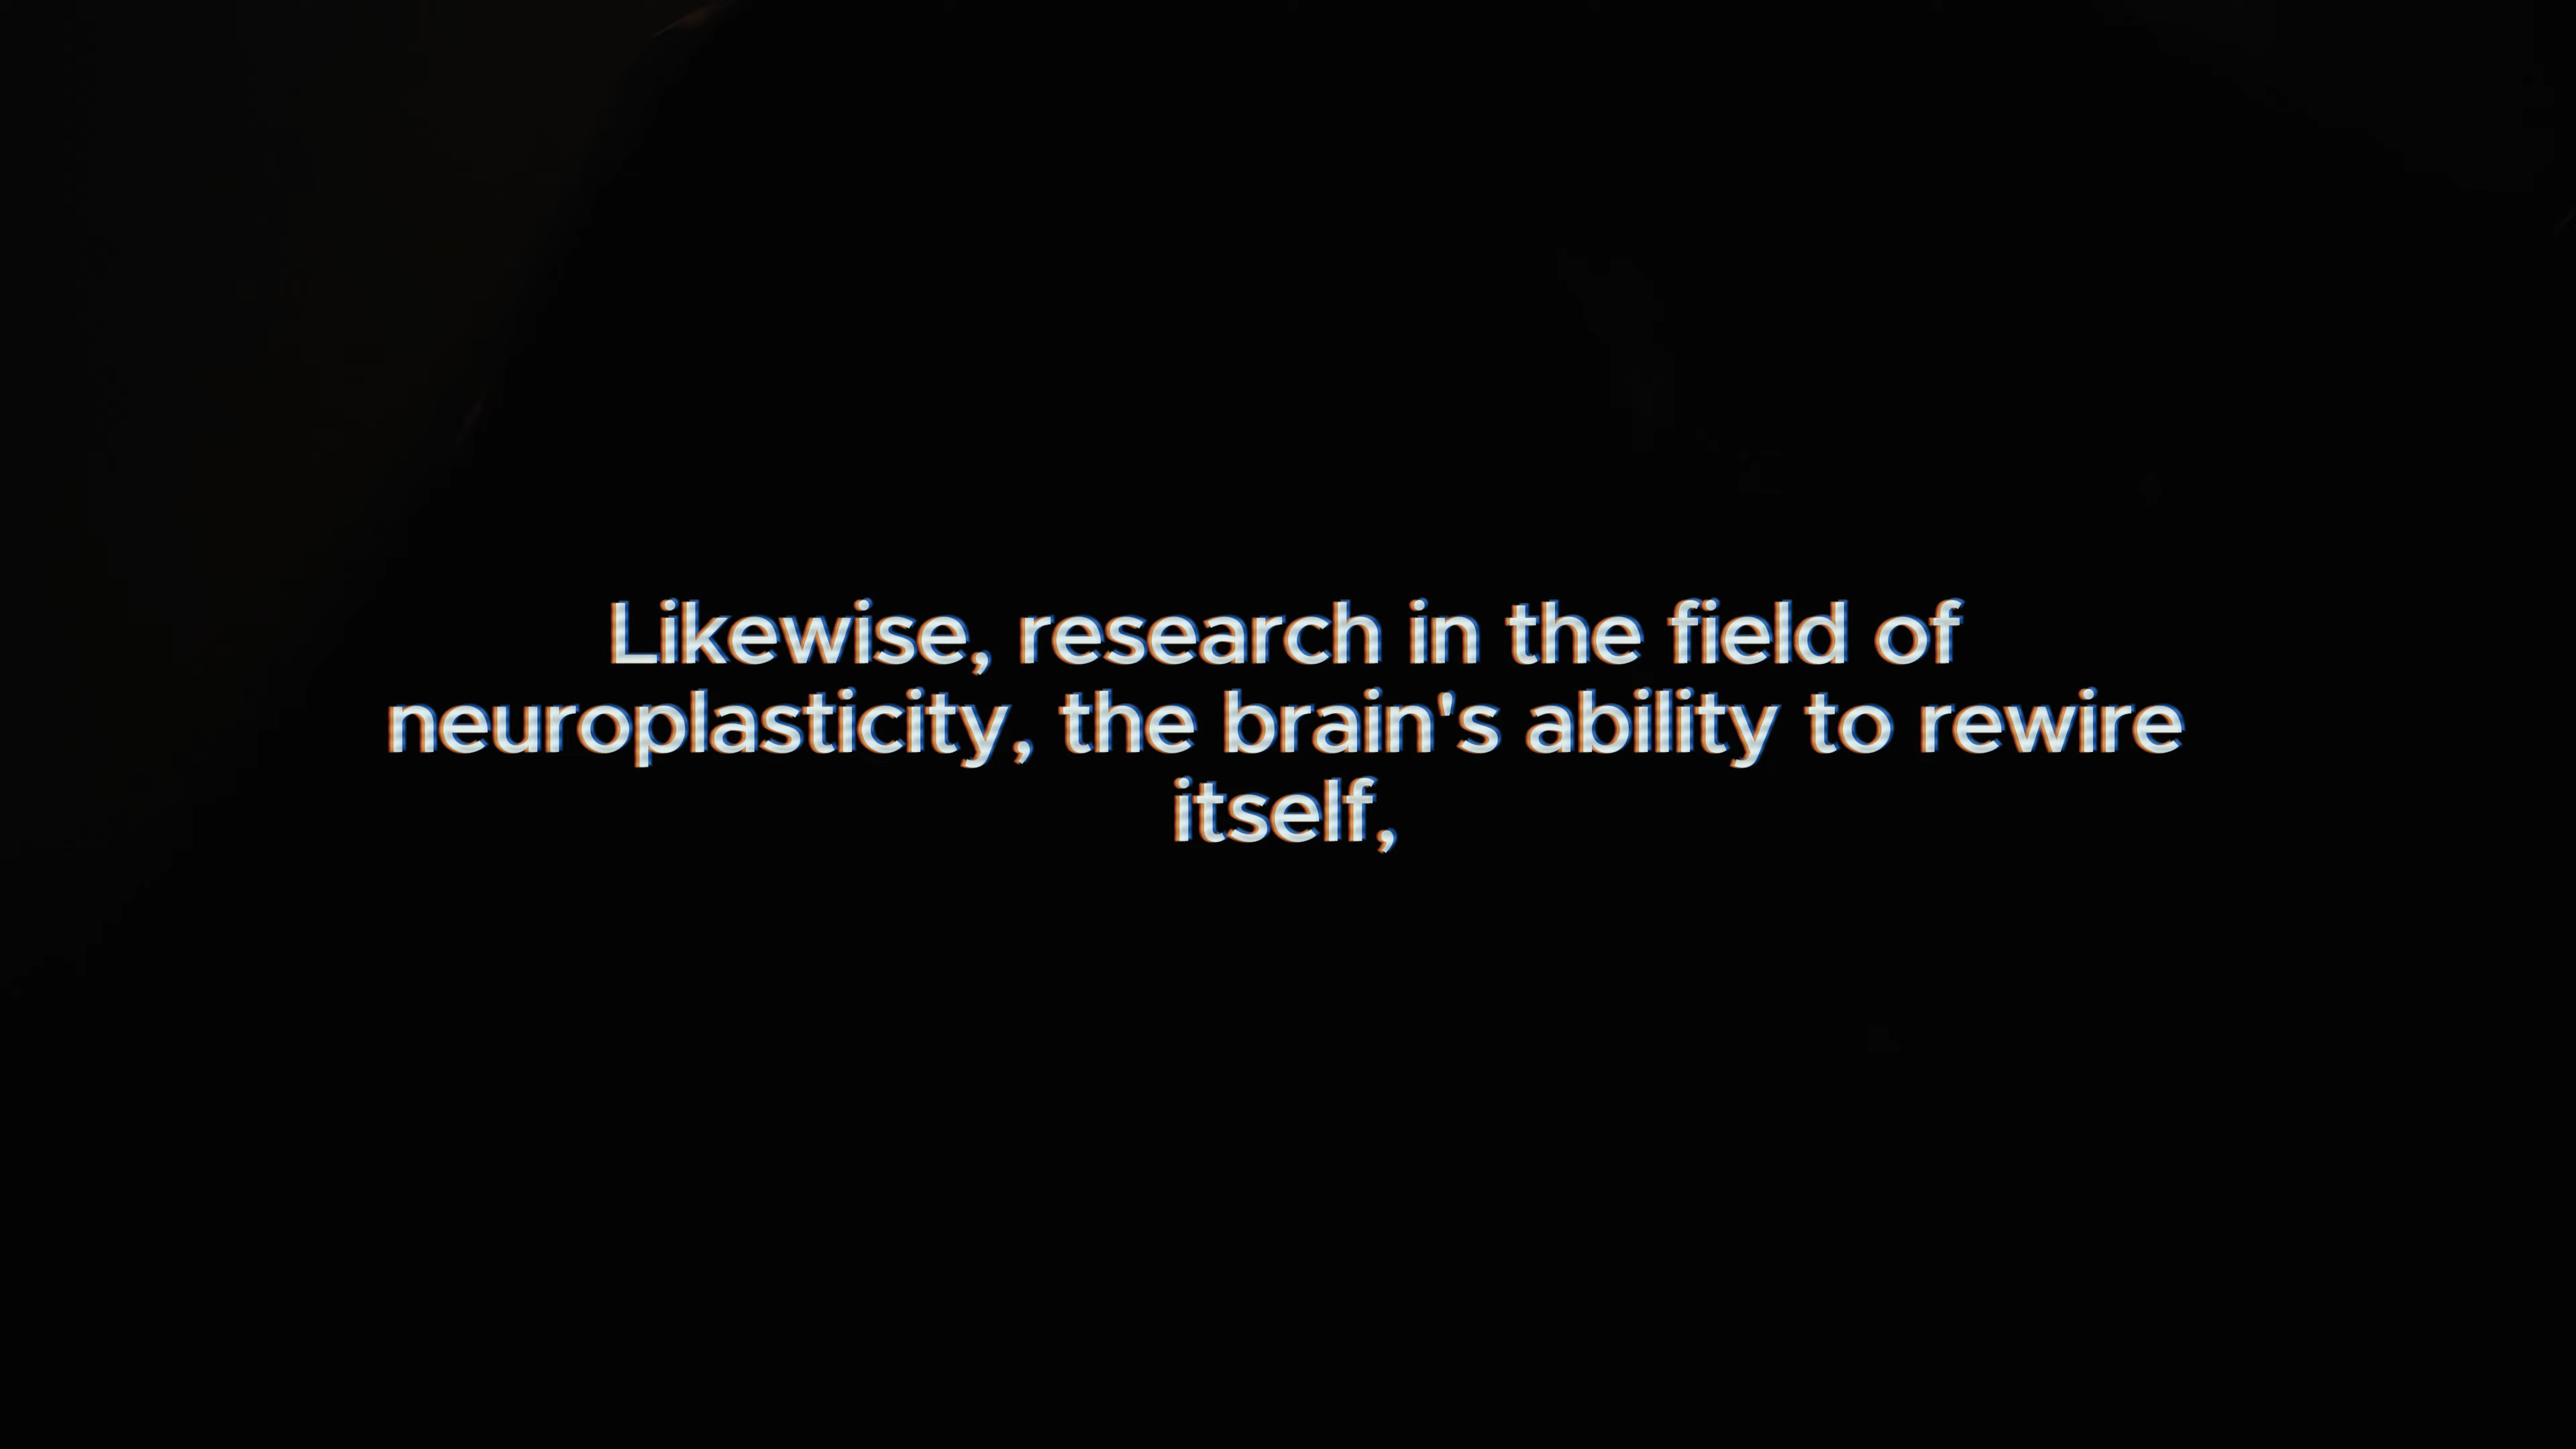 Likewise, research in the field of
neuroplasticity, the brain's ability to rewire
itself,